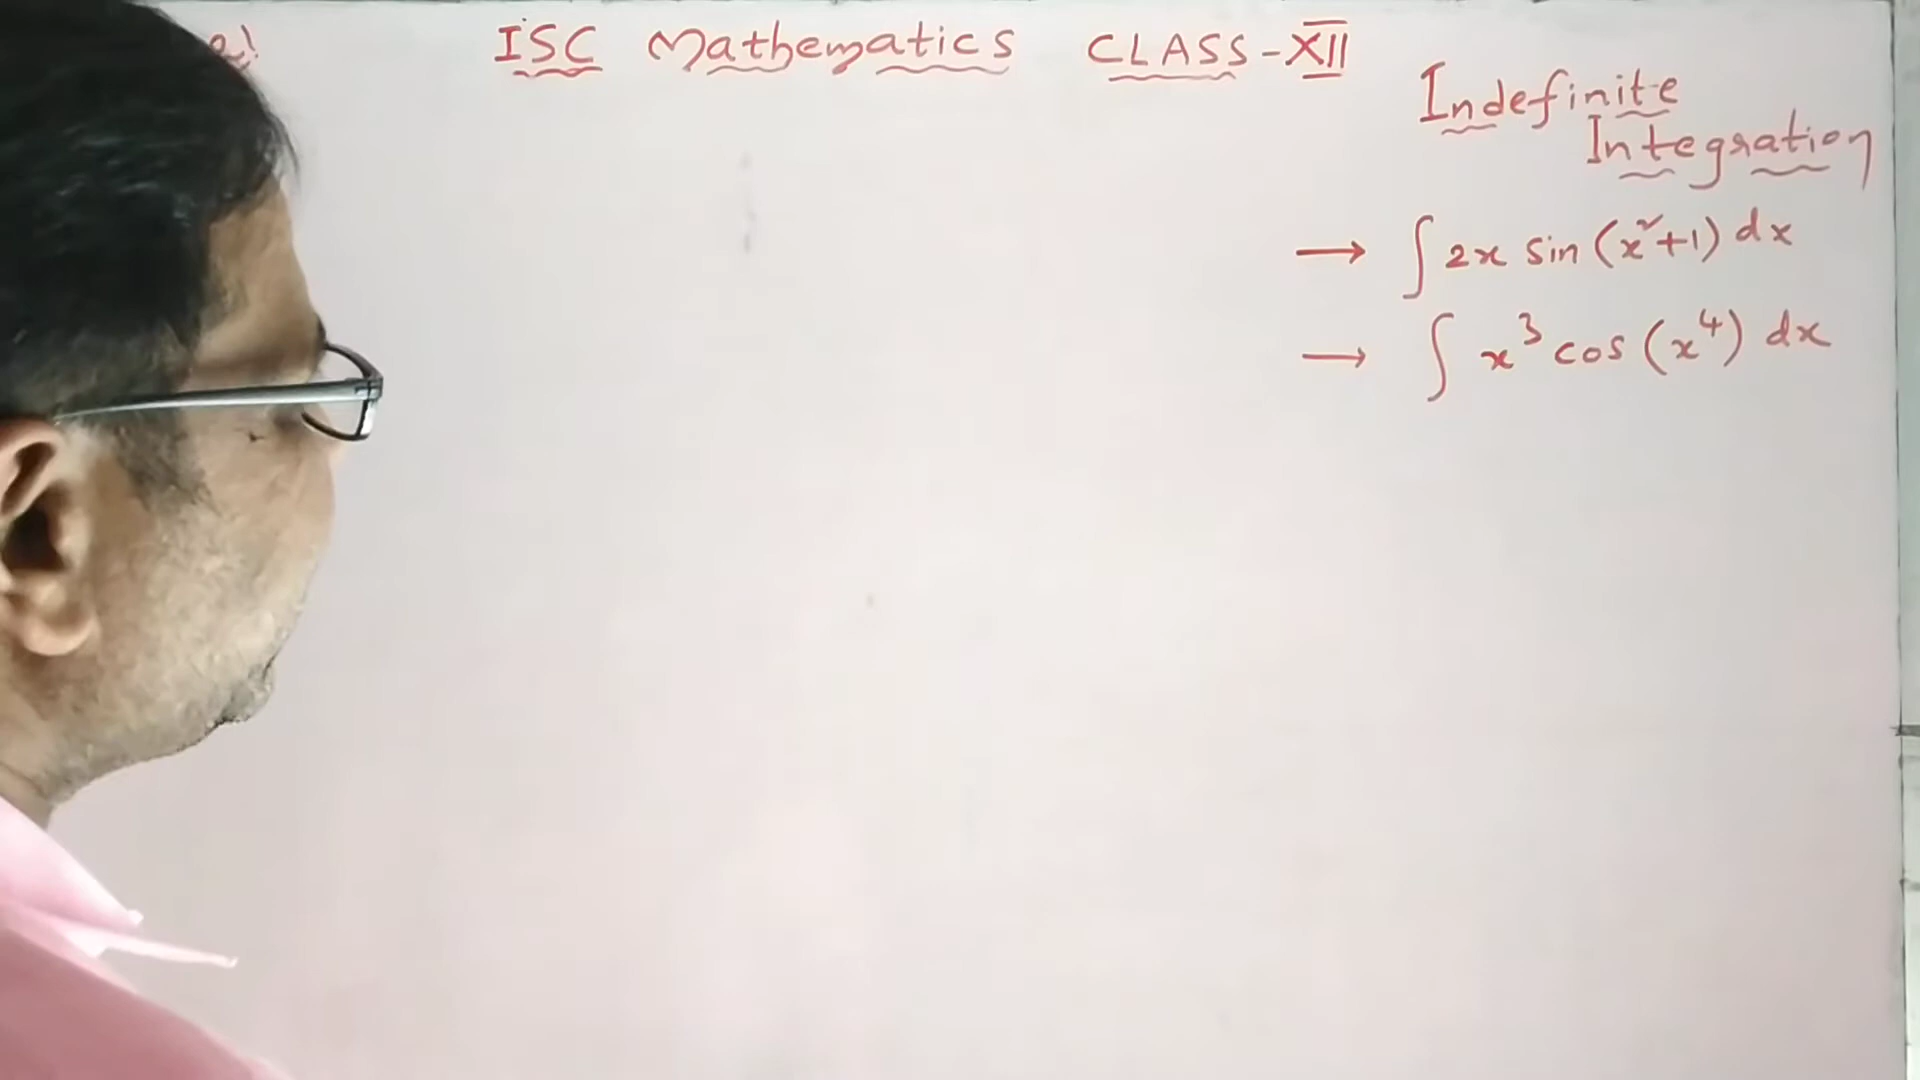 ISC Mathematics CLASS-XII
Indefinite
Integration
→ ∫ 2x sin (x²+1) dx
→ ∫ x³ cos (x⁴) dx